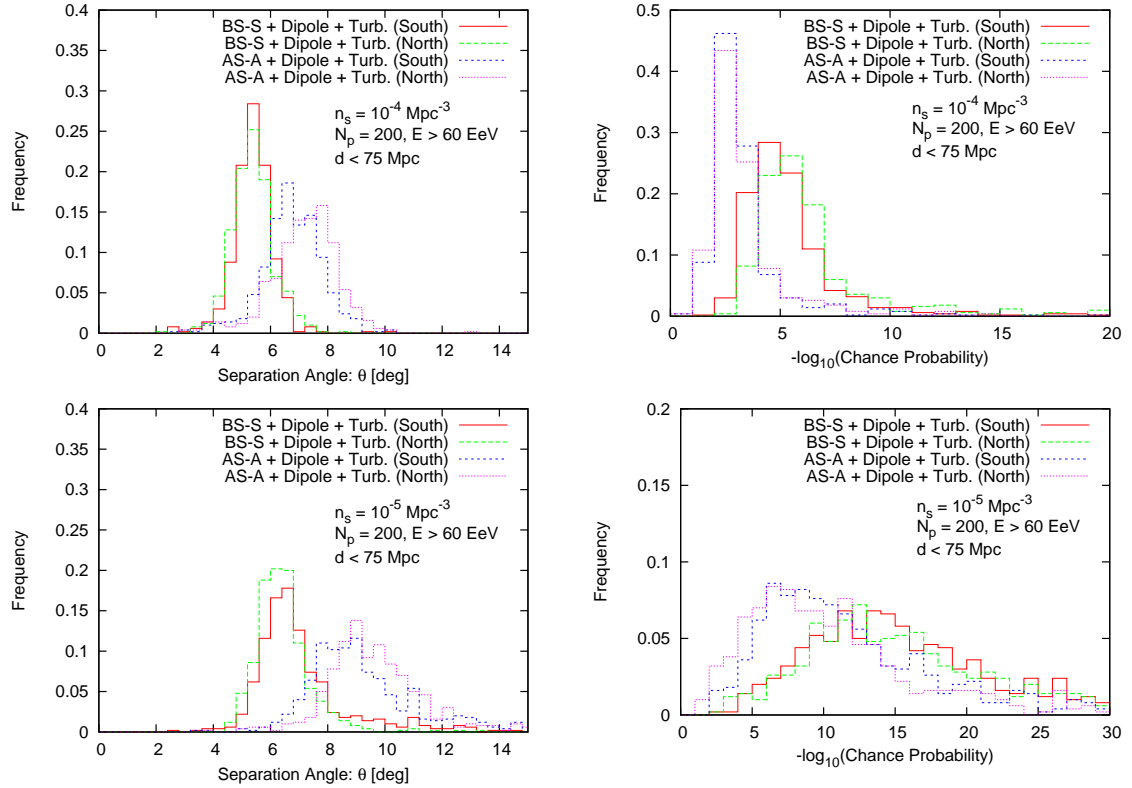 0.4
0.35
0.3
0.25
0.2
0.15
0.1
0.05
0
Frequency
BS-S + Dipole + Turb. (South)
BS-S + Dipole + Turb. (North)
AS-A + Dipole + Turb. (South)
AS-A + Dipole + Turb. (North)
n_s = 10^-4 Mpc^-3
N_p = 200, E > 60 EeV
d < 75 Mpc
0 2 4 6 8 10 12 14
Separation Angle: θ [deg]
0.5
0.4
0.3
0.2
0.1
0
Frequency
BS-S + Dipole + Turb. (South)
BS-S + Dipole + Turb. (North)
AS-A + Dipole + Turb. (South)
AS-A + Dipole + Turb. (North)
n_s = 10^-4 Mpc^-3
N_p = 200, E > 60 EeV
d < 75 Mpc
0 5 10 15 20
-log_10(Chance Probability)
0.4
0.35
0.3
0.25
0.2
0.15
0.1
0.05
0
Frequency
BS-S + Dipole + Turb. (South)
BS-S + Dipole + Turb. (North)
AS-A + Dipole + Turb. (South)
AS-A + Dipole + Turb. (North)
n_s = 10^-5 Mpc^-3
N_p = 200, E > 60 EeV
d < 75 Mpc
0 2 4 6 8 10 12 14
Separation Angle: θ [deg]
0.2
0.15
0.1
0.05
0
Frequency
BS-S + Dipole + Turb. (South)
BS-S + Dipole + Turb. (North)
AS-A + Dipole + Turb. (South)
AS-A + Dipole + Turb. (North)
n_s = 10^-5 Mpc^-3
N_p = 200, E > 60 EeV
d < 75 Mpc
0 5 10 15 20 25 30
-log_10(Chance Probability)